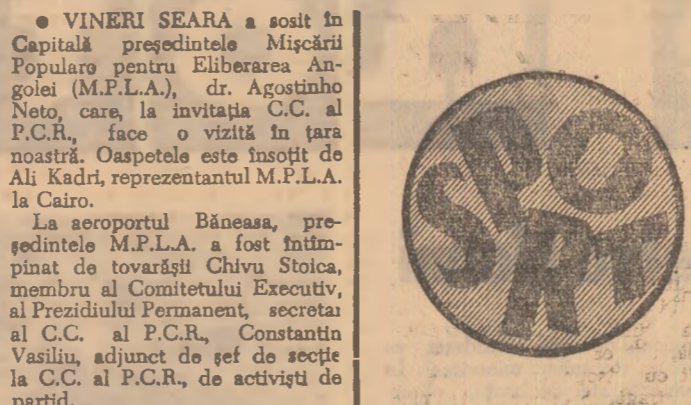 ● VINERI SEARA a sosit în
Capitală președintele Mișcării
Populare pentru Eliberarea An-
golei (M.P.L.A.), dr. Agostinho
Neto, care, la invitația C.C. al
P.C.R., face o vizită în țara
noastră. Oaspetele este însoțit de
Ali Kadri, reprezentantul M.P.L.A.
la Cairo.
La aeroportul Băneasa, pre-
ședintele M.P.L.A. a fost întîm-
pinat de tovarășii Chivu Stoica,
membru al Comitetului Executiv,
al Prezidiului Permanent, secretar
al C.C. al P.C.R., Constantin
Vasiliu, adjunct de șef de secție
la C.C. al P.C.R., de activiști de
partid.
SPORT